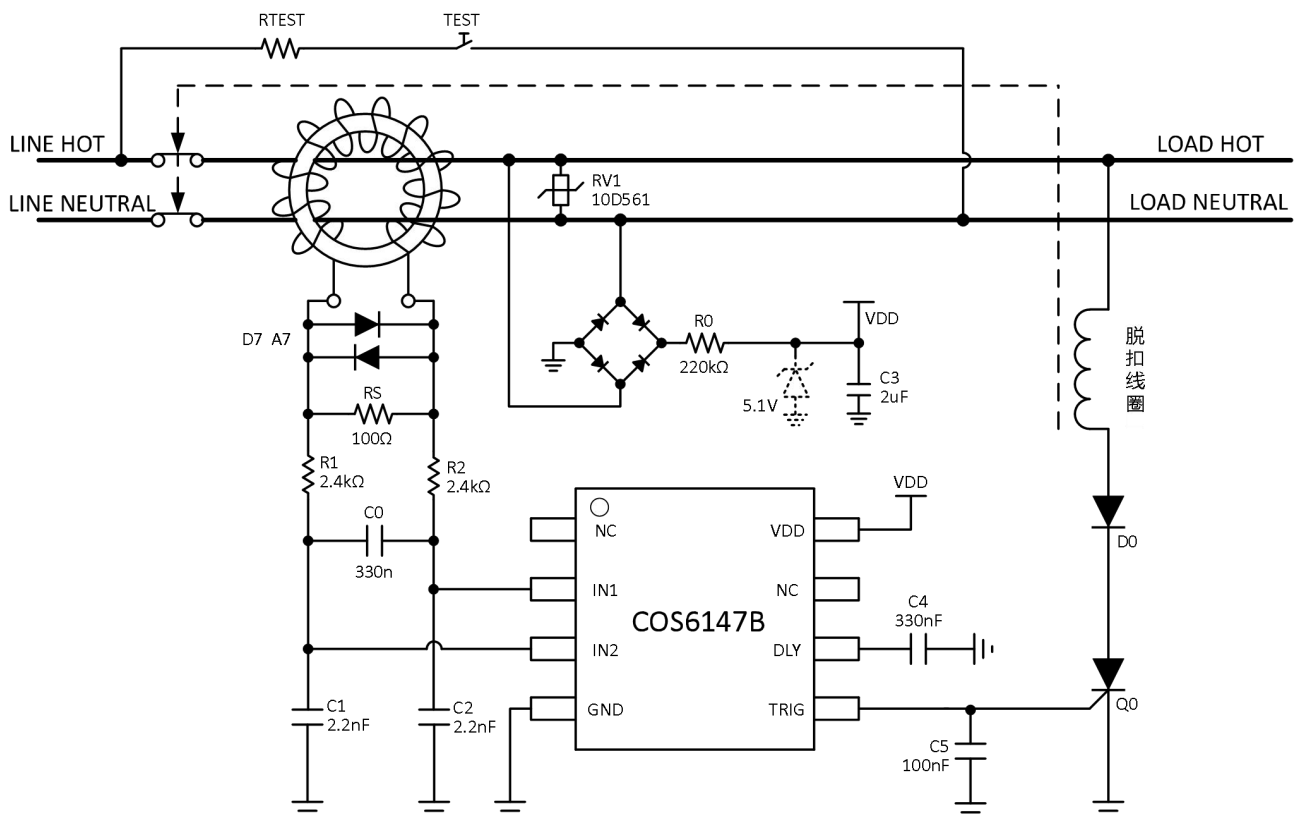 RTEST
TEST
LINE HOT
LOAD HOT
RV1
10D561
LINE NEUTRAL
LOAD NEUTRAL
D7 A7
R0
220kΩ
VDD
5.1V
C3
2uF
脱
扣
线
圈
RS
100Ω
R1
2.4kΩ
R2
2.4kΩ
C0
330n
VDD
NC
VDD
D0
IN1
NC
COS6147B
C4
330nF
IN2
DLY
GND
TRIG
Q0
C1
2.2nF
C2
2.2nF
C5
100nF